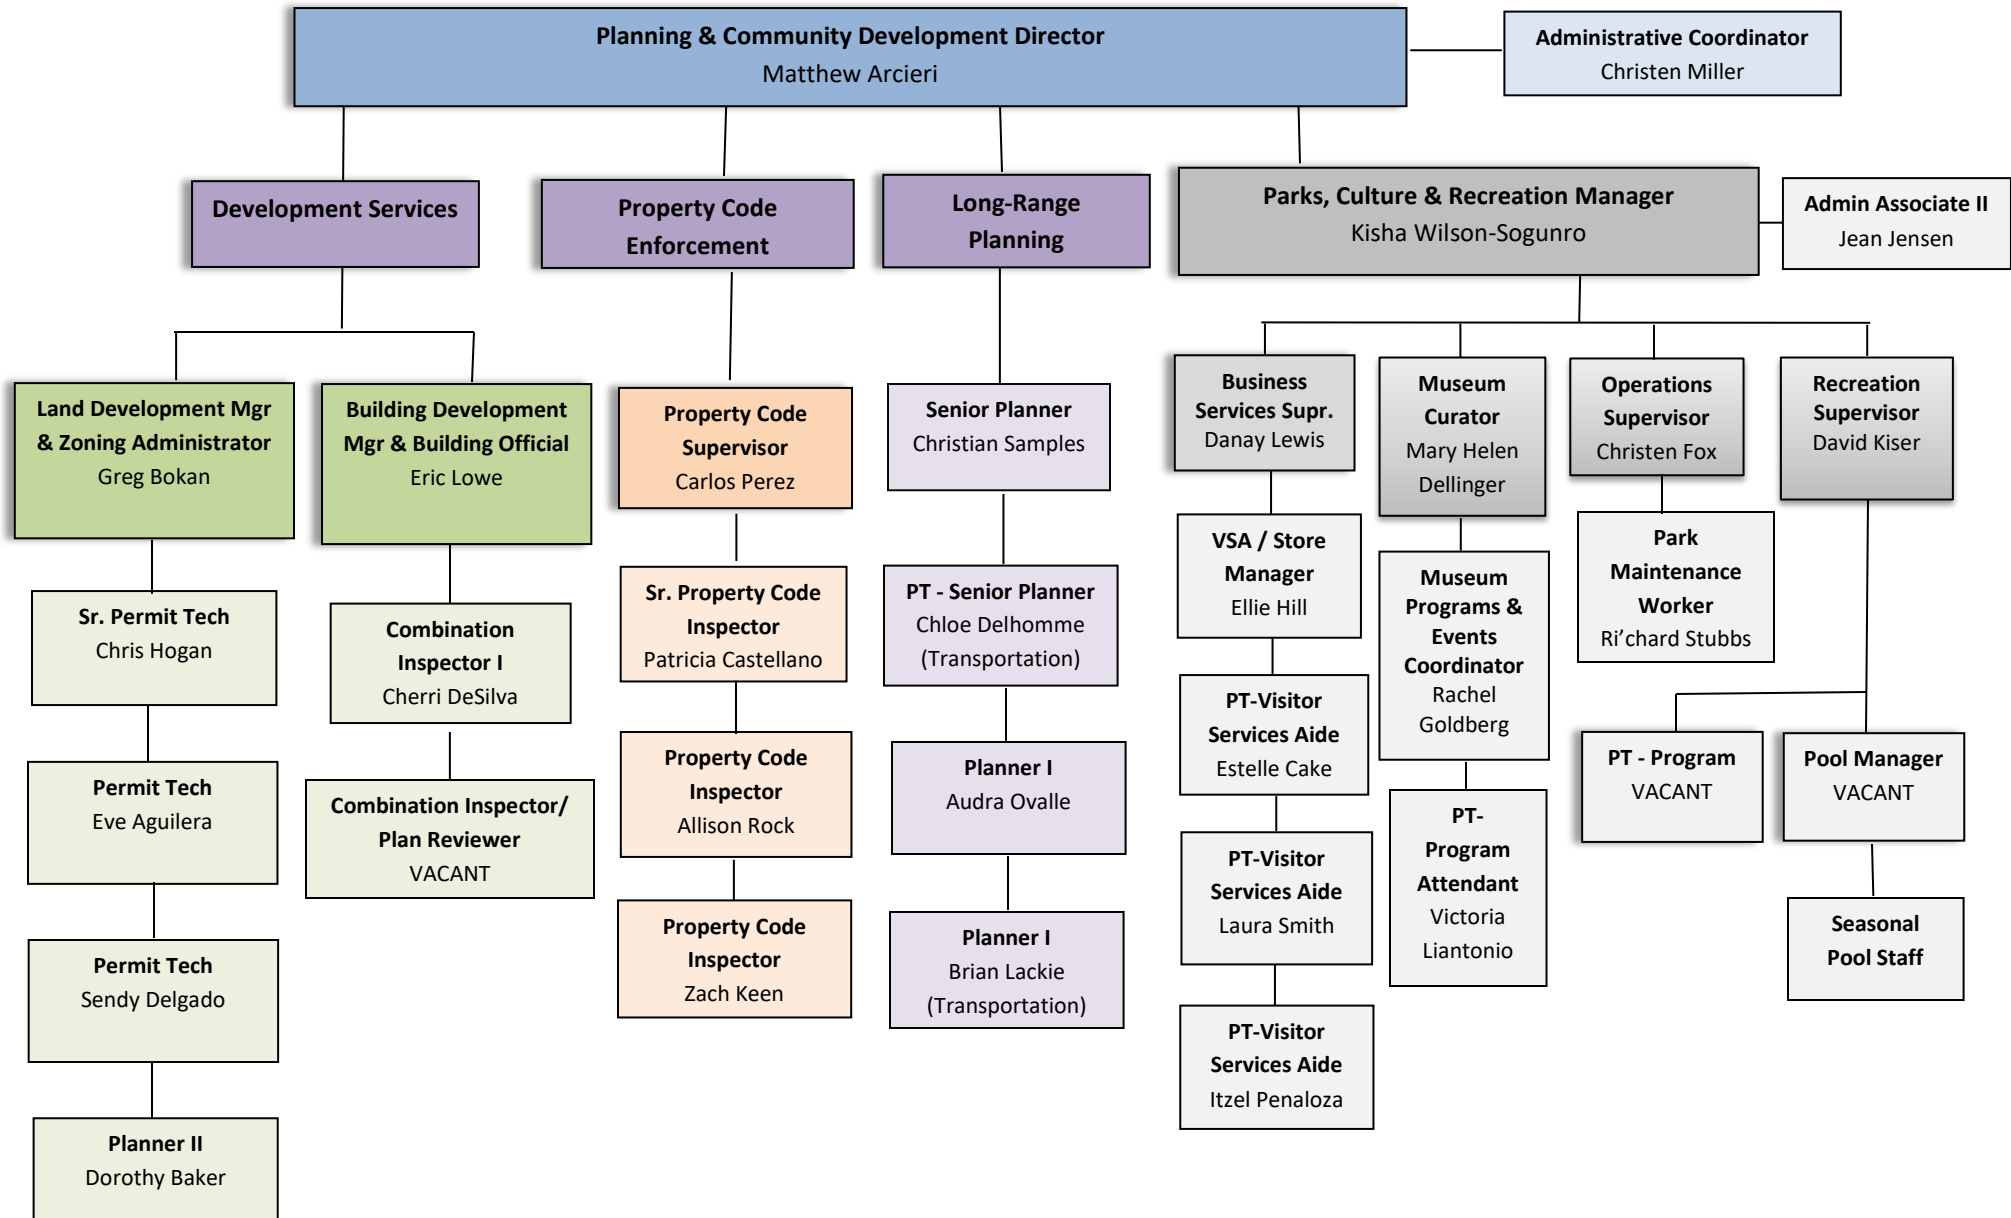 Planning & Community Development Director
Matthew Arcieri
Administrative Coordinator
Christen Miller
Development Services
Property Code
Enforcement
Long-Range
Planning
Parks, Culture & Recreation Manager
Kisha Wilson-Sogunro
Admin Associate II
Jean Jensen
Land Development Mgr
& Zoning Administrator
Greg Bokan
Sr. Permit Tech
Chris Hogan
Permit Tech
Eve Aguilera
Permit Tech
Sendy Delgado
Planner II
Dorothy Baker
Building Development
Mgr & Building Official
Eric Lowe
Combination
Inspector I
Cherri DeSilva
Combination Inspector/
Plan Reviewer
VACANT
Property Code
Supervisor
Carlos Perez
Sr. Property Code
Inspector
Patricia Castellano
Property Code
Inspector
Allison Rock
Property Code
Inspector
Zach Keen
Senior Planner
Christian Samples
PT - Senior Planner
Chloe Delhomme
(Transportation)
Planner I
Audra Ovalle
Planner I
Brian Lackie
(Transportation)
Business
Services Supr.
Danay Lewis
VSA / Store
Manager
Ellie Hill
PT-Visitor
Services Aide
Estelle Cake
PT-Visitor
Services Aide
Laura Smith
PT-Visitor
Services Aide
Itzel Penaloza
Museum
Curator
Mary Helen
Dellinger
Museum
Programs &
Events
Coordinator
Rachel
Goldberg
PT-
Program
Attendant
Victoria
Liantonio
Operations
Supervisor
Christen Fox
Park
Maintenance
Worker
Ri’chard Stubbs
Recreation
Supervisor
David Kiser
PT - Program
VACANT
Pool Manager
VACANT
Seasonal
Pool Staff